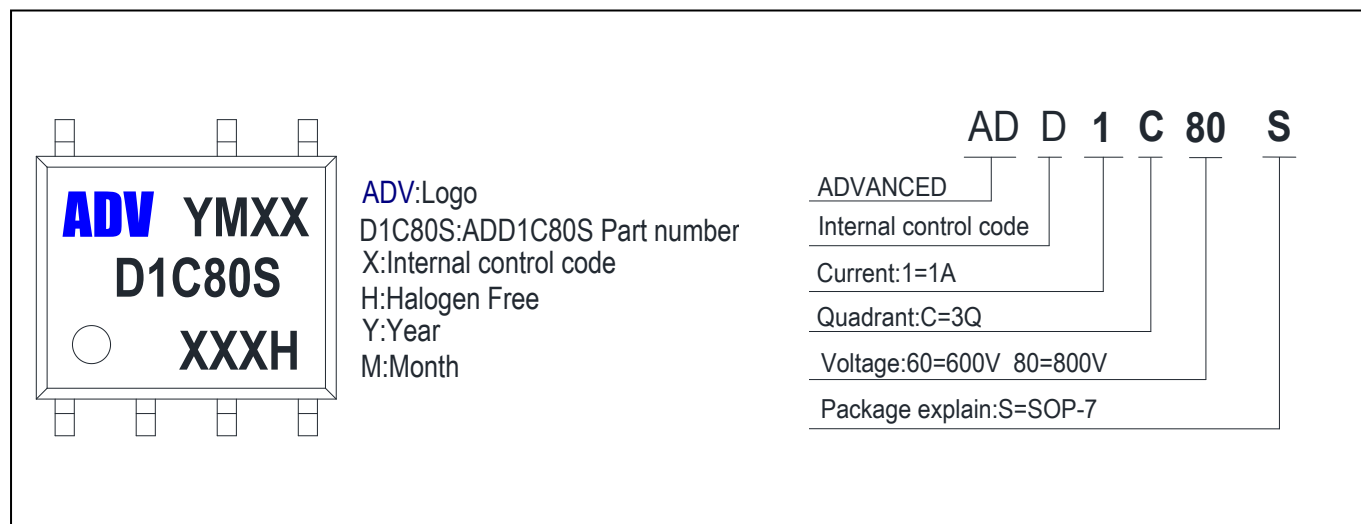 ADV YMXX
D1C80S
XXXH
ADV:Logo
D1C80S:ADD1C80S Part number
X:Internal control code
H:Halogen Free
Y:Year
M:Month
AD D 1 C 80 S
ADVANCED
Internal control code
Current:1=1A
Quadrant:C=3Q
Voltage:60=600V 80=800V
Package explain:S=SOP-7